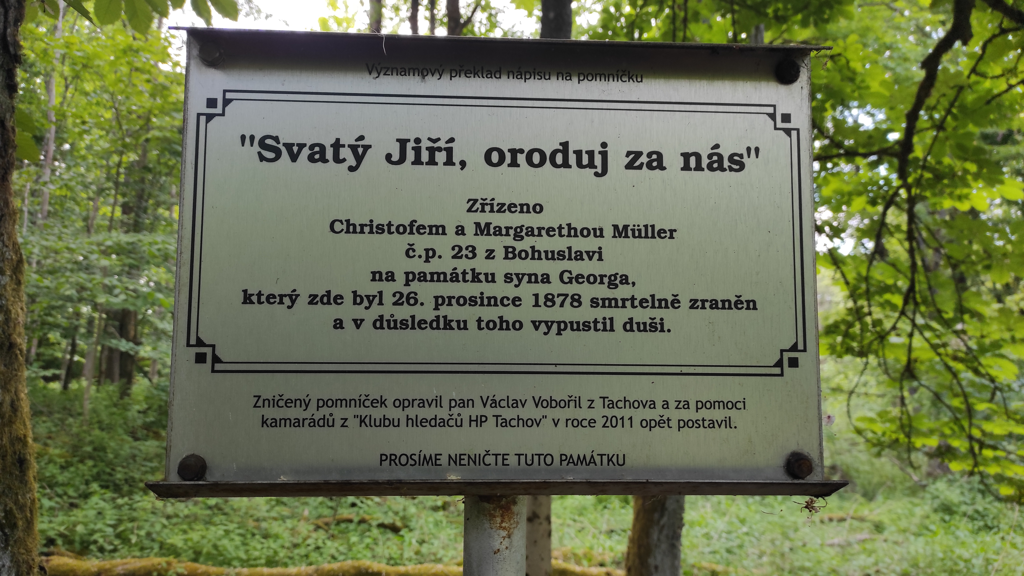 Významový překlad nápisu na pomníčku
"Svatý Jiří, oroduj za nás"
Zřízeno
Christofem a Margarethou Müller
č.p. 23 z Bohuslavi
na památku syna Georga,
který zde byl 26. prosince 1878 smrtelně zraněn
a v důsledku toho vypustil duši.
Zničený pomníček opravil pan Václav Vobořil z Tachova a za pomoci
kamarádů z "Klubu hledačů HP Tachov" v roce 2011 opět postavil.
PROSÍME NENIČTE TUTO PAMÁTKU